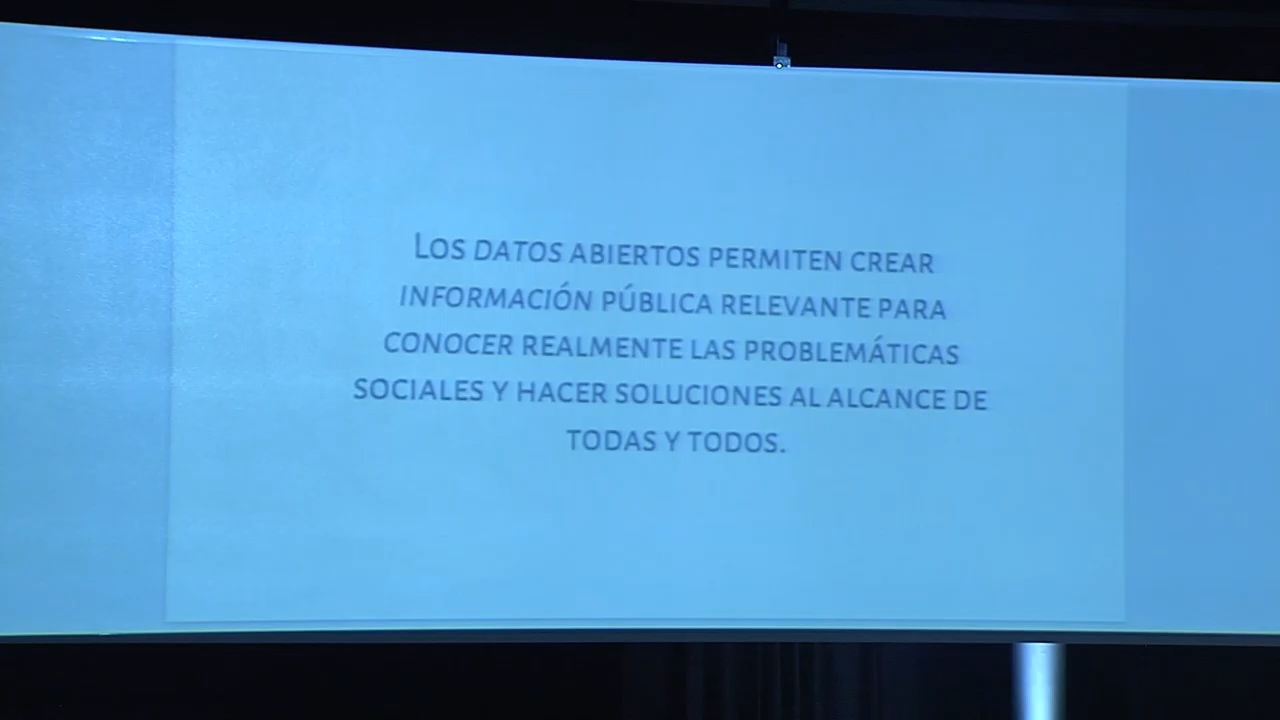 Los datos abiertos permiten crear
información pública relevante para
conocer realmente las problemáticas
sociales y hacer soluciones al alcance de
todas y todos.